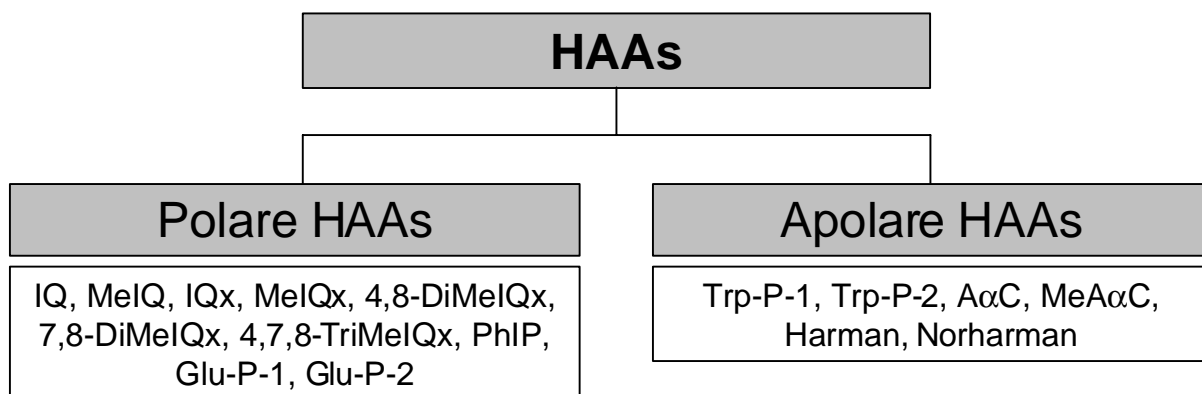 HAAs
Polare HAAs
IQ, MeIQ, IQx, MeIQx, 4,8-DiMeIQx,
7,8-DiMeIQx, 4,7,8-TriMeIQx, PhIP,
Glu-P-1, Glu-P-2
Apolare HAAs
Trp-P-1, Trp-P-2, AαC, MeAαC,
Harman, Norharman